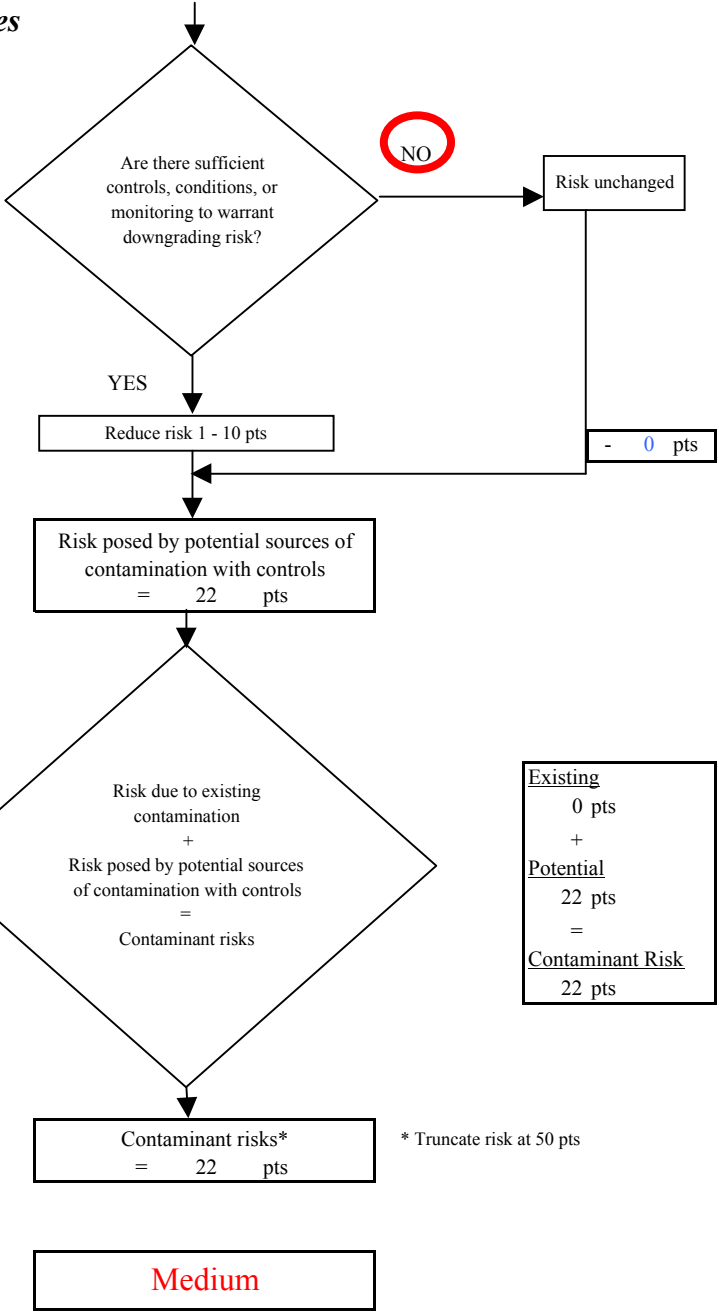 es
Are there sufficient
controls, conditions, or
monitoring to warrant
downgrading risk?
NO
Risk unchanged
YES
Reduce risk 1 - 10 pts
- 0 pts
Risk posed by potential sources of
contamination with controls
= 22 pts
Risk due to existing
contamination
+
Risk posed by potential sources
of contamination with controls
=
Contaminant risks
Existing
0 pts
+
Potential
22 pts
=
Contaminant Risk
22 pts
Contaminant risks*
= 22 pts
* Truncate risk at 50 pts
Medium